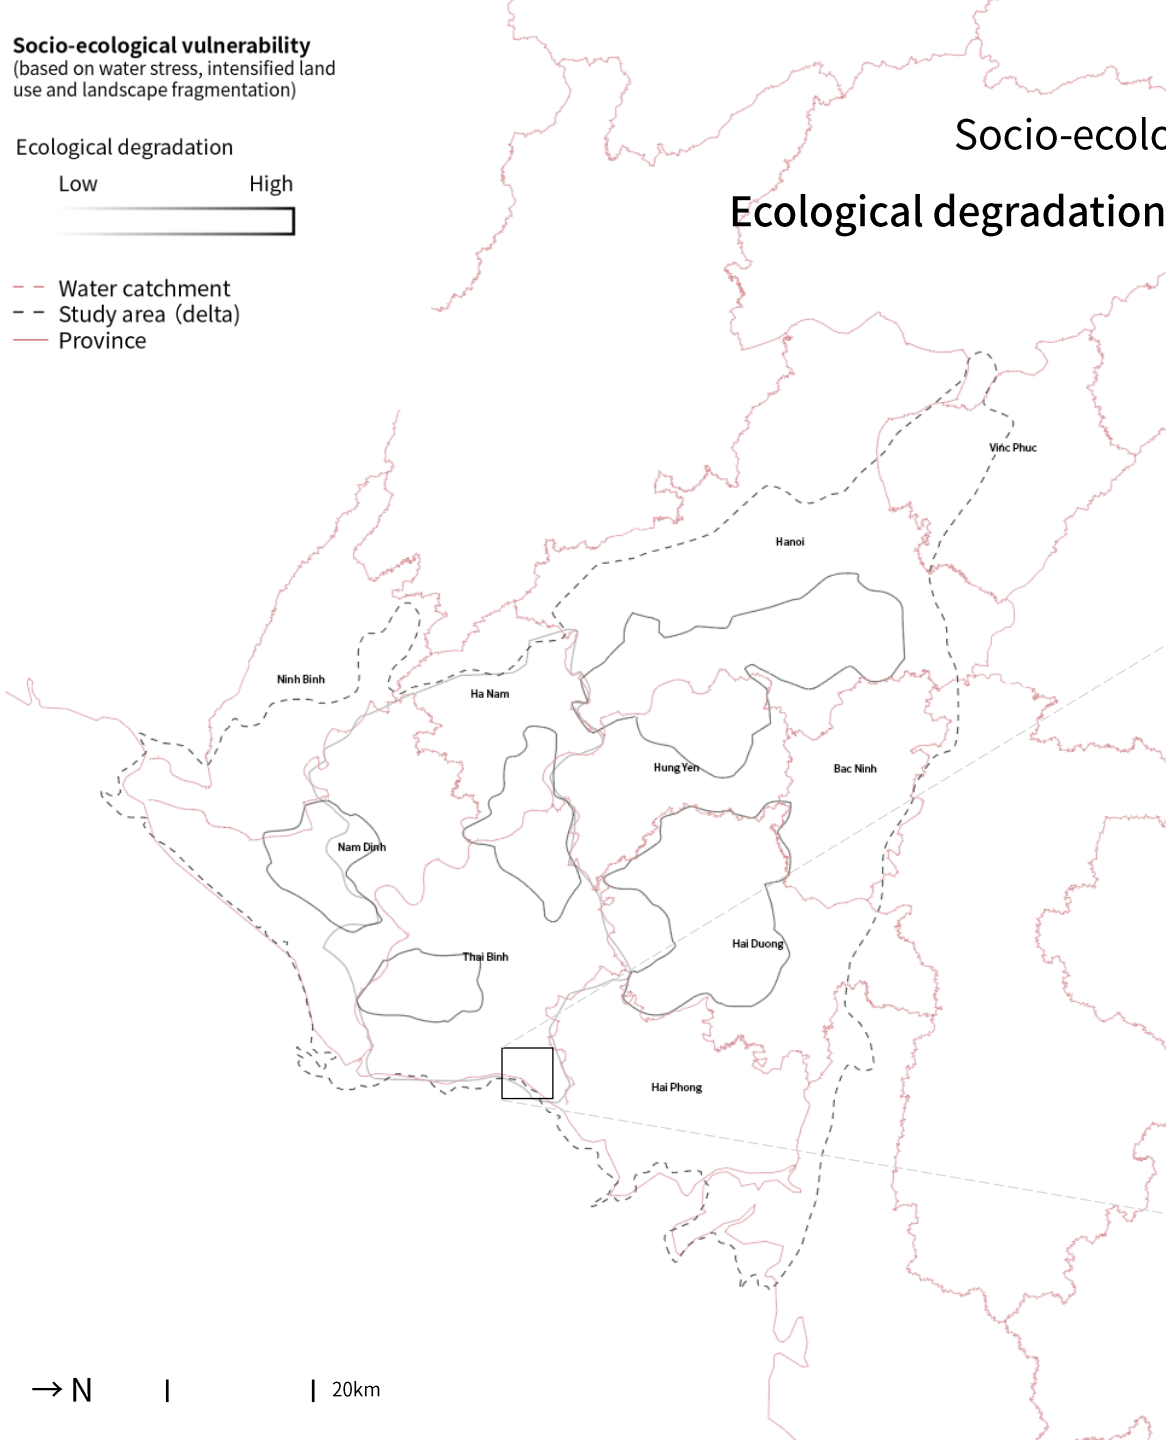 Socio-ecological vulnerability
(based on water stress, intensified land
use and landscape fragmentation)
Ecological degradation
Low High
Water catchment
Study area (delta)
Province
Socio-ecolo
Ecological degradation
Vinc Phuc
Hanoi
Ninh Binh
Ha Nam
Hung Yen
Bac Ninh
Nam Dinh
Hai Duong
Thai Binh
Hai Phong
→ N
20km